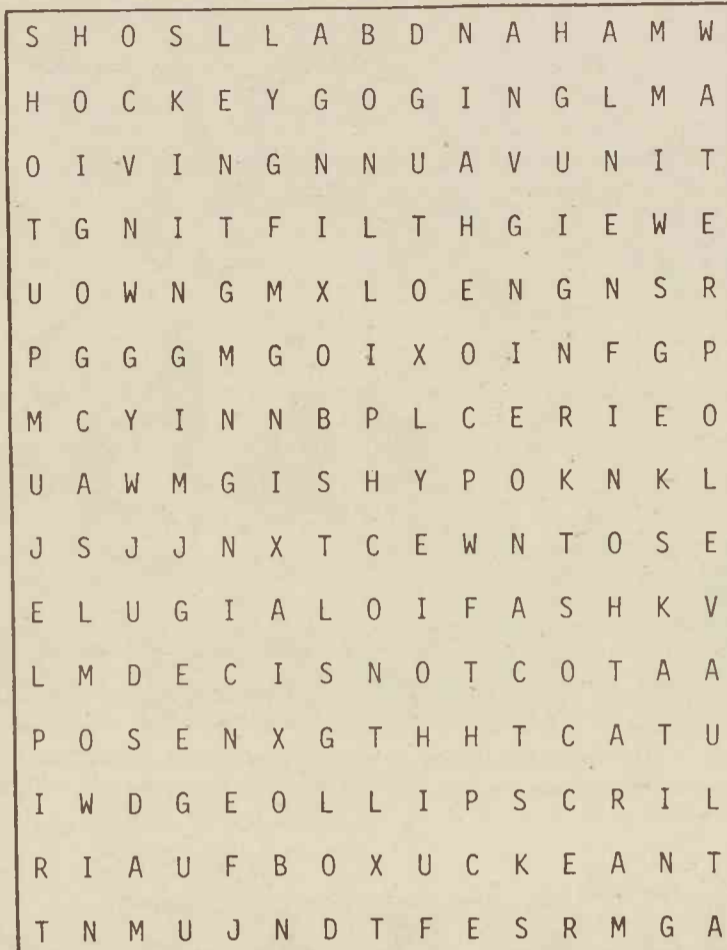 S H O S L L A B D N A H A M W
H O C K E Y G O G I N G L M A
O I V I N G N N U A V U N I T
T G N I T F I L T H G I E W E
U O W N G M X L O E N G N S R
P G G G M G O I X O I N F G P
M C Y I N N B P L C E R I E O
U A W M G I S H Y P O K N K L
J S J J N X T C E W N T O S E
E L U G I A L O I F A S H K V
L M D E C I S N O T C O T A A
P O S E N X G T H H T C A T U
I W D G E O L L I P S C R I L
R I A U F B O X U C K E A N T
T N M U J N D T F E S R M G A